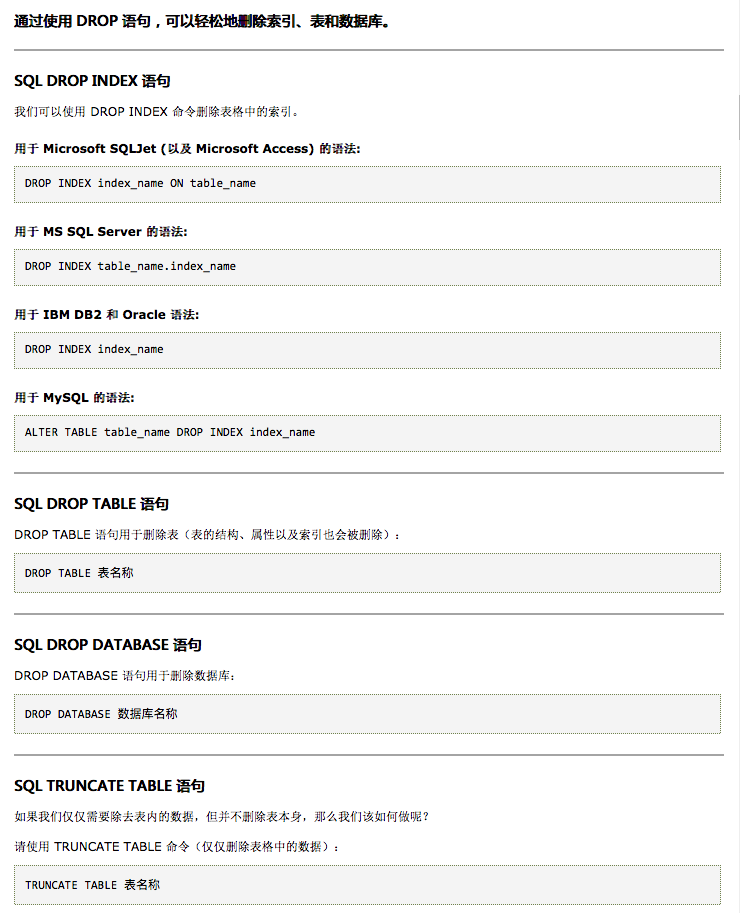 通过使用 DROP 语句，可以轻松地删除索引、表和数据库。
SQL DROP INDEX 语句
我们可以使用 DROP INDEX 命令删除表格中的索引。
用于 Microsoft SQLJet (以及 Microsoft Access) 的语法:
DROP INDEX index_name ON table_name
用于 MS SQL Server 的语法:
DROP INDEX table_name.index_name
用于 IBM DB2 和 Oracle 语法:
DROP INDEX index_name
用于 MySQL 的语法:
ALTER TABLE table_name DROP INDEX index_name
SQL DROP TABLE 语句
DROP TABLE 语句用于删除表（表的结构、属性以及索引也会被删除）：
DROP TABLE 表名称
SQL DROP DATABASE 语句
DROP DATABASE 语句用于删除数据库：
DROP DATABASE 数据库名称
SQL TRUNCATE TABLE 语句
如果我们仅仅需要除去表内的数据，但并不删除表本身，那么我们该如何做呢？
请使用 TRUNCATE TABLE 命令（仅仅删除表格中的数据）：
TRUNCATE TABLE 表名称